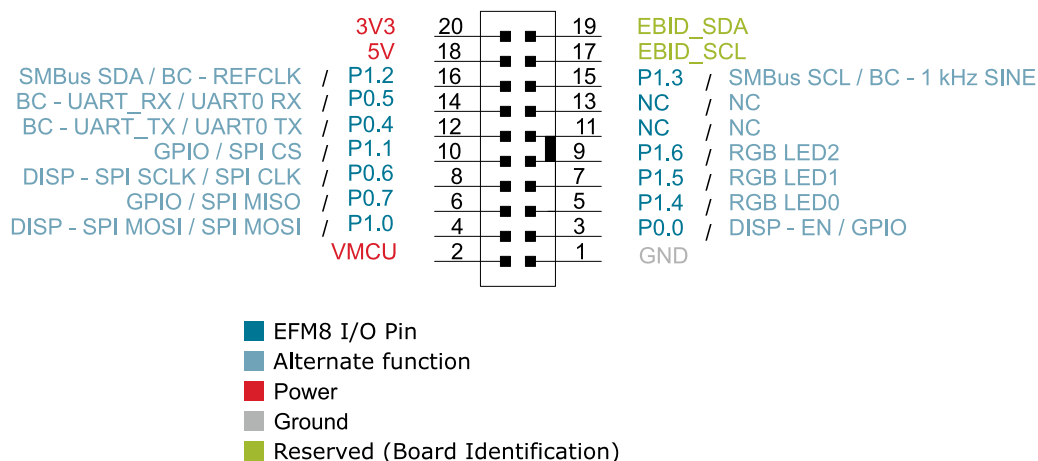 3V3 20 19 EBID_SDA
5V 18 17 EBID_SCL
SMBus SDA / BC - REFCLK / P1.2 16 15 P1.3 / SMBus SCL / BC - 1 kHz SINE
BC - UART_RX / UART0 RX / P0.5 14 13 NC / NC
BC - UART_TX / UART0 TX / P0.4 12 11 NC / NC
GPIO / SPI CS / P1.1 10 9 P1.6 / RGB LED2
DISP - SPI SCLK / SPI CLK / P0.6 8 7 P1.5 / RGB LED1
GPIO / SPI MISO / P0.7 6 5 P1.4 / RGB LED0
DISP - SPI MOSI / SPI MOSI / P1.0 4 3 P0.0 / DISP - EN / GPIO
VMCU 2 1 GND
EFM8 I/O Pin
Alternate function
Power
Ground
Reserved (Board Identification)